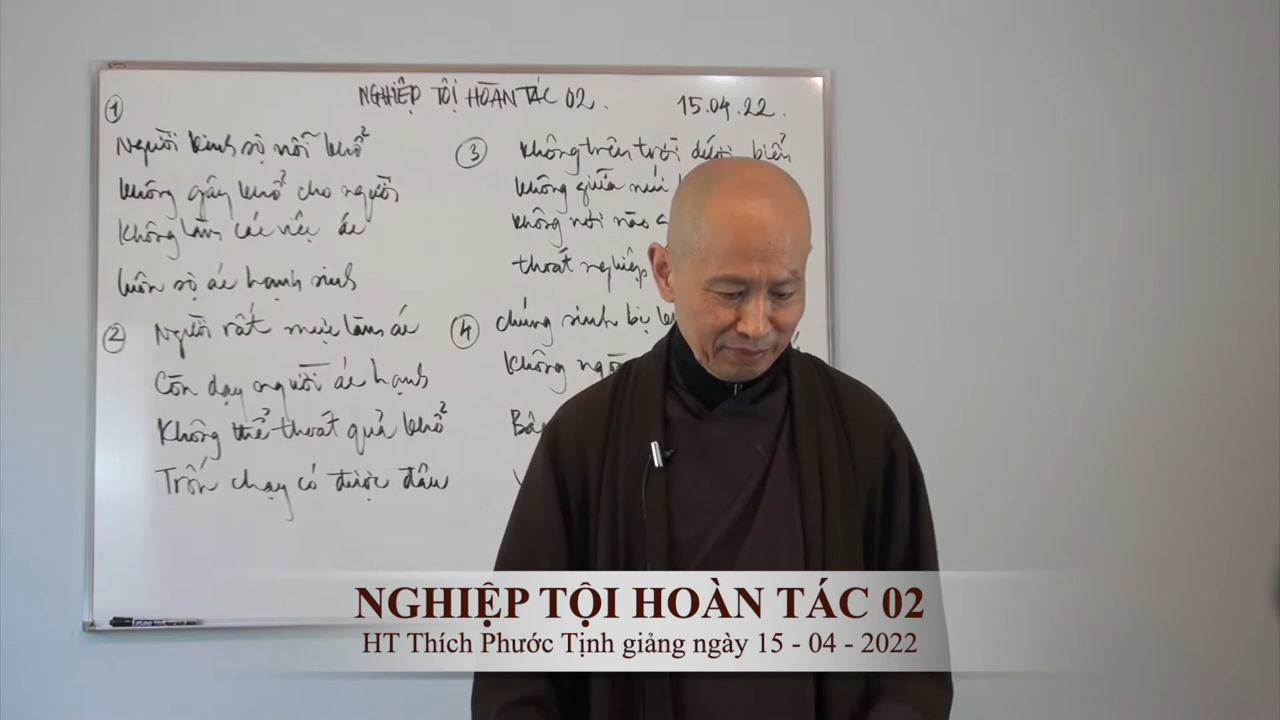 NGHIỆP TỘI HOÀN TÁC 02.
15.04.22.
1
Người kinh sợ nỗi khổ
không gây khổ cho người
Không làm các việc ác
luôn sợ ác hạnh sinh
2
Người rất mực làm ác
Còn dạy người ác hạnh
Không thể thoát quả khổ
Trốn chạy có được đâu
3
không trên trời dưới biển
không giữa núi
không nơi nào
thoát nghiệp
4
chúng sinh bị
không
NGHIỆP TỘI HOÀN TÁC 02
HT Thích Phước Tịnh giảng ngày 15 - 04 - 2022